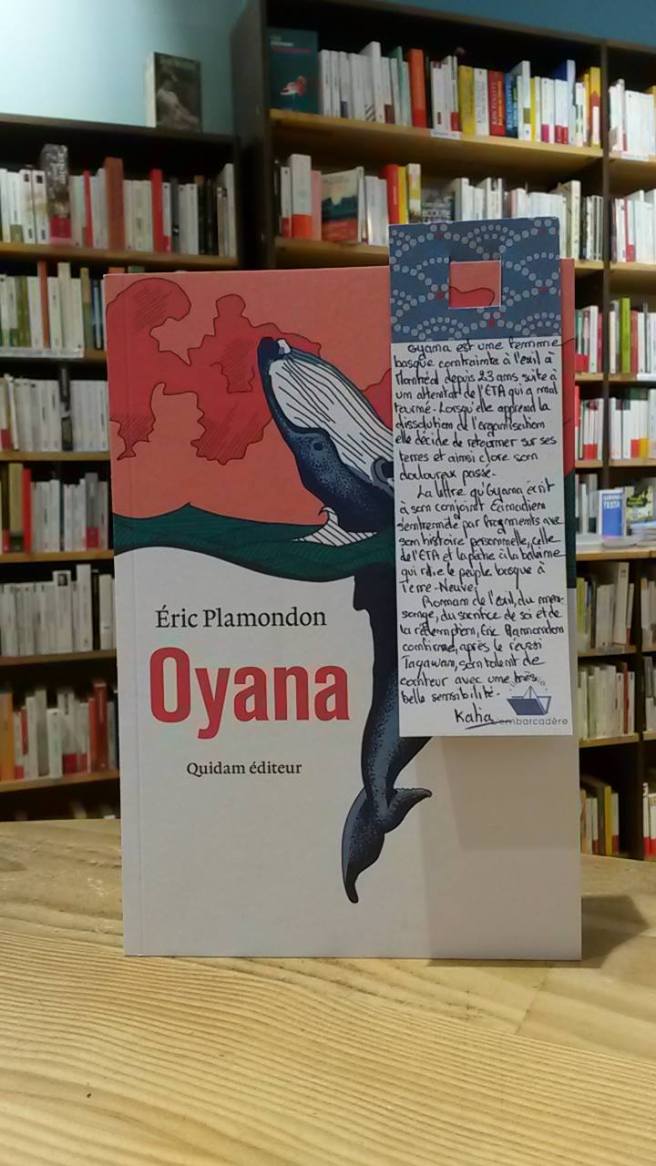 Éric Plamondon
Oyana
Quidam éditeur
Oyana est une femme
basque contrainte à l'exil à
Montréal depuis 23 ans suite à
un attentat de l'ETA qui a mal
tourné. Lorsqu'elle apprend la
dissolution de l'organisation
elle décide de retourner sur ses
terres et ainsi clore son
douloureux passé.
La lettre qu'Oyana écrit
à son conjoint Canadien
s'entremêle par fragments avec
son histoire personnelle, celle
de l'ETA et la pêche à la baleine
qui relie le peuple basque à
Terre-Neuve.
Roman de l'exil, du men-
songe, du sacrifice de soi et de
la rédemption, Eric Plamondon
confirme, après le réussi
Taqawan, son talent de
conteur avec une très
belle sensibilité.
Katia
embarcadère